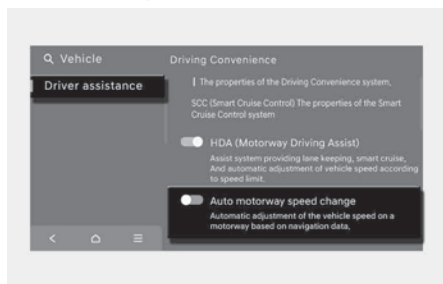 Vehicle
Driver assistance
Driving Convenience
The properties of the Driving Convenience system,
SCC (Smart Cruise Control) The properties of the Smart
Cruise Control system
HDA (Motorway Driving Assist)
Assist system providing lane keeping, smart cruise,
And automatic adjustment of vehicle speed according
to speed limit.
Auto motorway speed change
Automatic adjustment of the vehicle speed on a
motorway based on navigation data,